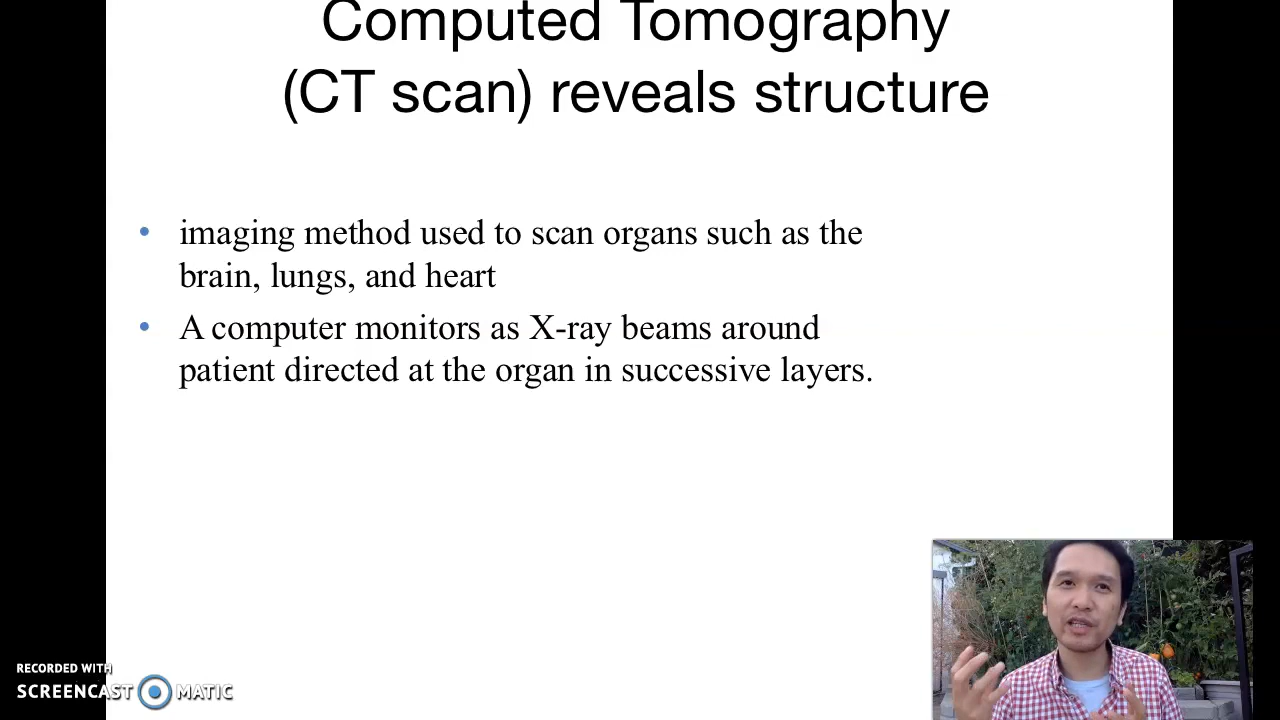 Computed Tomography
(CT scan) reveals structure
• imaging method used to scan organs such as the
brain, lungs, and heart
• A computer monitors as X-ray beams around
patient directed at the organ in successive layers.
RECORDED WITH
SCREENCAST MATIC